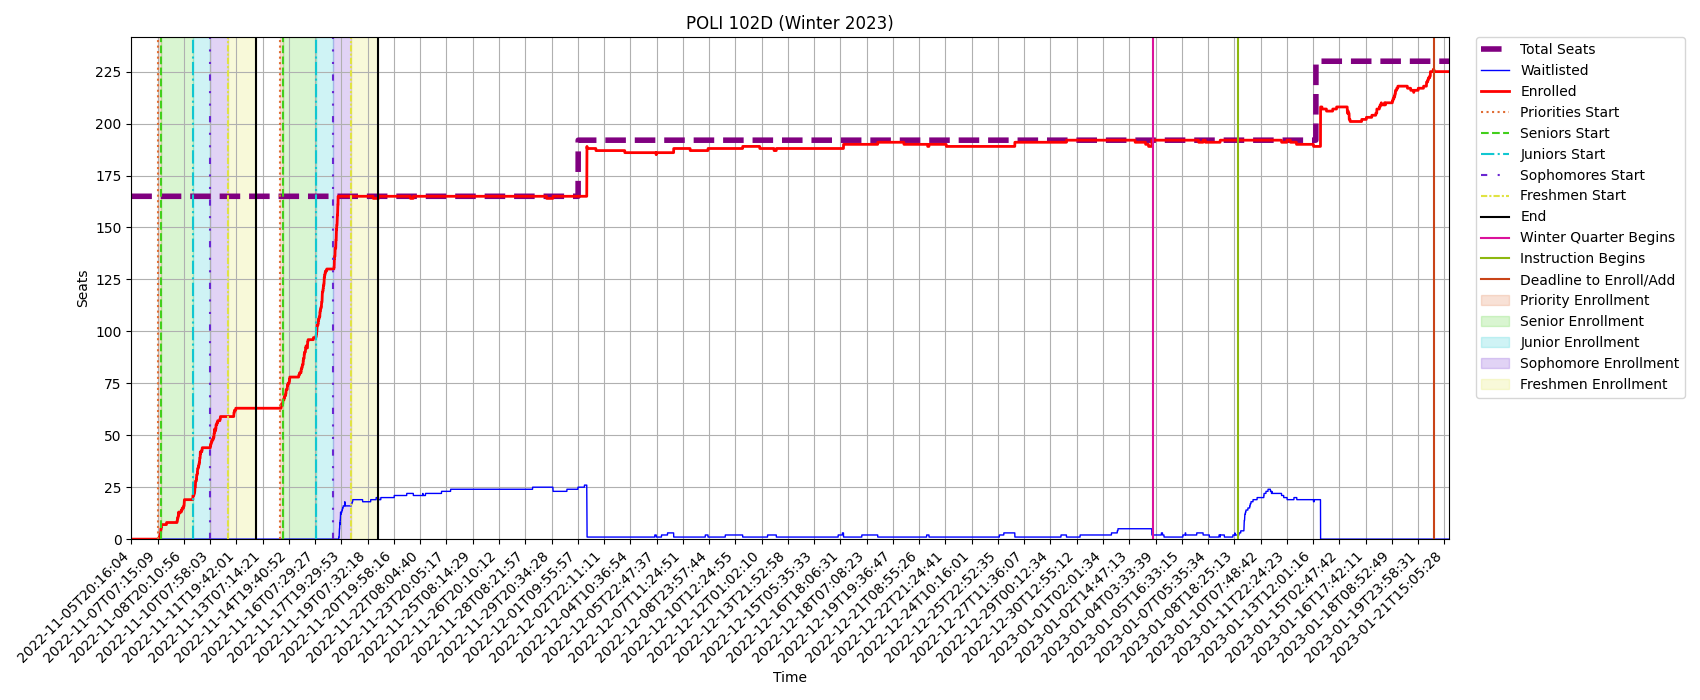 POLI 102D (Winter 2023)
Seats
225
200
175
150
125
100
75
50
25
0
2022-11-05T20:16:04
2022-11-07T07:15:09
2022-11-08T20:10:56
2022-11-10T07:58:03
2022-11-11T19:42:01
2022-11-13T07:14:21
2022-11-14T19:40:52
2022-11-16T07:29:27
2022-11-17T19:29:53
2022-11-19T07:32:18
2022-11-20T19:58:16
2022-11-22T08:04:40
2022-11-23T20:05:17
2022-11-25T08:14:29
2022-11-26T20:10:12
2022-11-28T08:21:57
2022-11-29T20:34:28
2022-12-01T09:55:57
2022-12-02T22:11:11
2022-12-04T10:36:54
2022-12-05T22:47:37
2022-12-07T11:24:51
2022-12-08T23:57:44
2022-12-10T12:24:55
2022-12-12T01:02:10
2022-12-13T13:52:58
2022-12-15T05:35:33
2022-12-16T18:06:31
2022-12-18T07:08:23
2022-12-19T19:36:47
2022-12-21T08:55:26
2022-12-22T21:24:41
2022-12-24T10:16:01
2022-12-25T22:52:35
2022-12-27T11:36:07
2022-12-29T00:12:34
2022-12-30T12:55:12
2023-01-01T02:01:34
2023-01-02T14:47:13
2023-01-04T03:33:39
2023-01-05T16:33:15
2023-01-07T05:35:34
2023-01-08T18:25:13
2023-01-10T07:48:42
2023-01-11T22:24:23
2023-01-13T12:01:16
2023-01-15T02:47:22
2023-01-16T17:42:11
2023-01-18T08:52:49
2023-01-19T23:58:31
2023-01-21T15:05:28
Time
Total Seats
Waitlisted
Enrolled
Priorities Start
Seniors Start
Juniors Start
Sophomores Start
Freshmen Start
End
Winter Quarter Begins
Instruction Begins
Deadline to Enroll/Add
Priority Enrollment
Senior Enrollment
Junior Enrollment
Sophomore Enrollment
Freshmen Enrollment